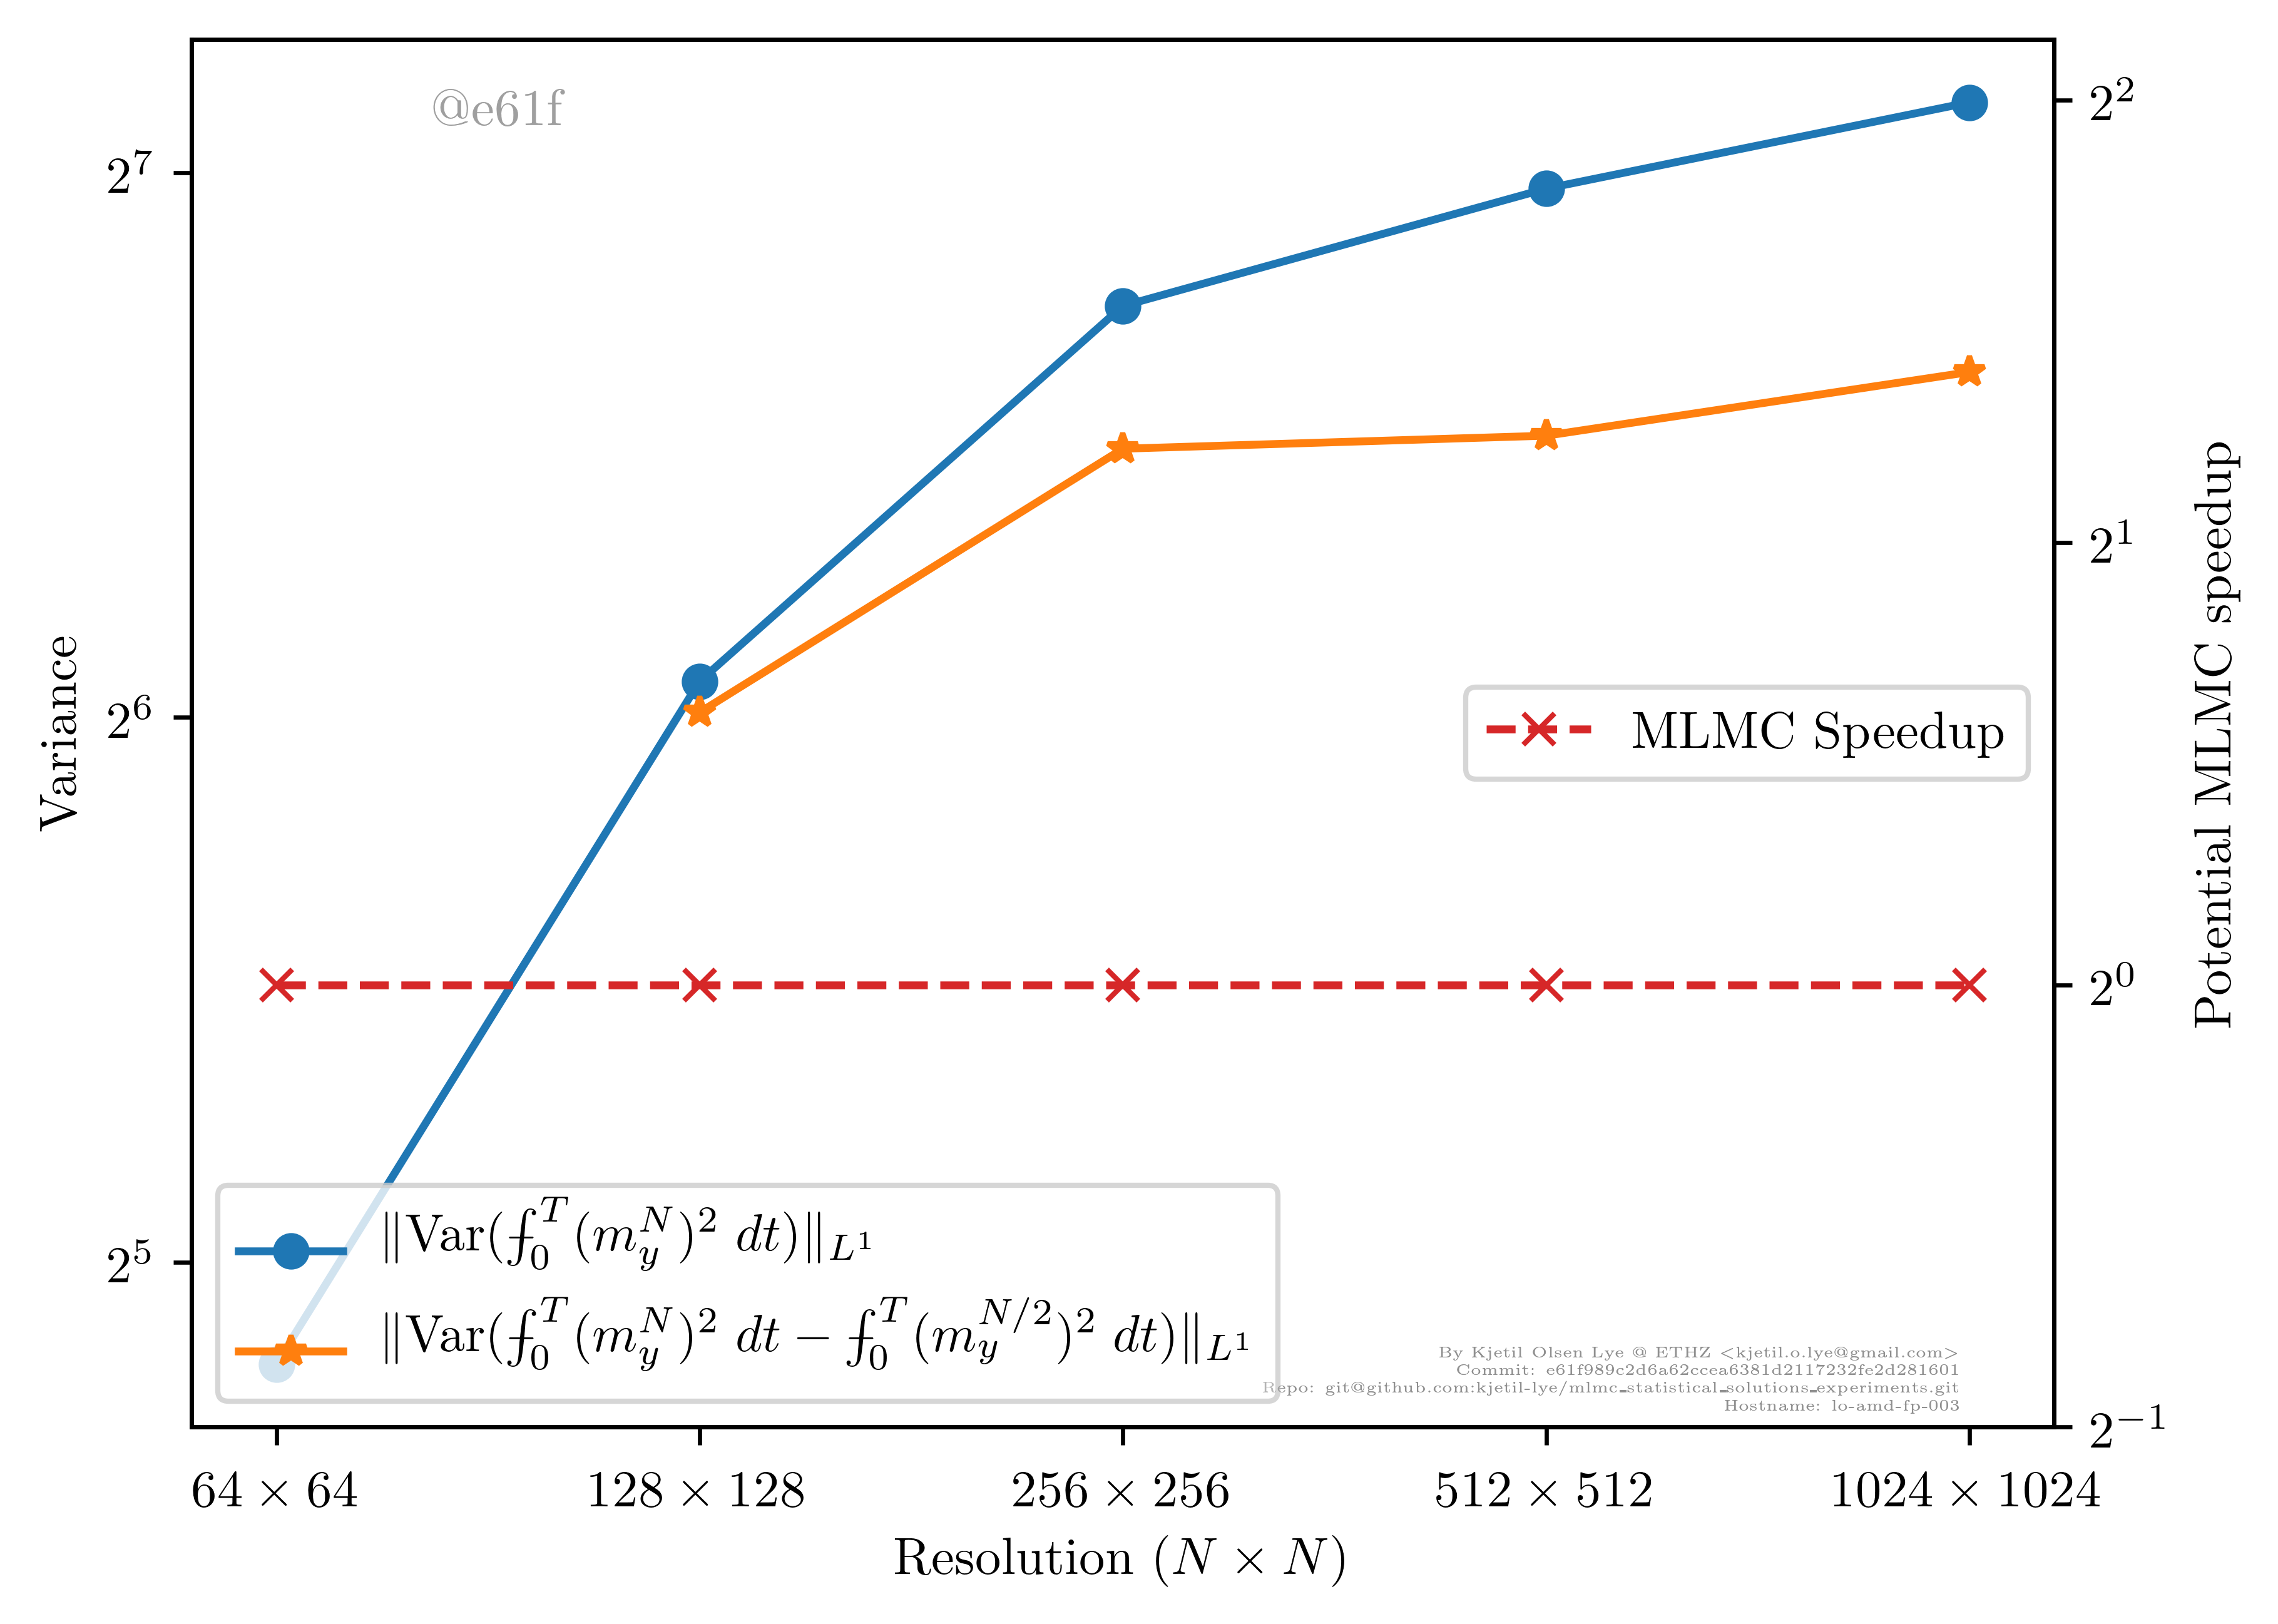 @e61f
2^7
2^6
2^5
Variance
2^2
2^1
2^0
2^{-1}
Potential MLMC speedup
MLMC Speedup
‖Var(⨍_0^T (m_y^N)^2 dt)‖_{L^1}
‖Var(⨍_0^T (m_y^N)^2 dt − ⨍_0^T (m_y^{N/2})^2 dt)‖_{L^1}
By Kjetil Olsen Lye @ ETHZ <kjetil.o.lye@gmail.com>
Commit: e61f989c2d6a62ccea6381d2117232fe2d281601
Repo: git@github.com:kjetil-lye/mlmc_statistical_solutions_experiments.git
Hostname: lo-amd-fp-003
64 × 64 128 × 128 256 × 256 512 × 512 1024 × 1024
Resolution (N × N)